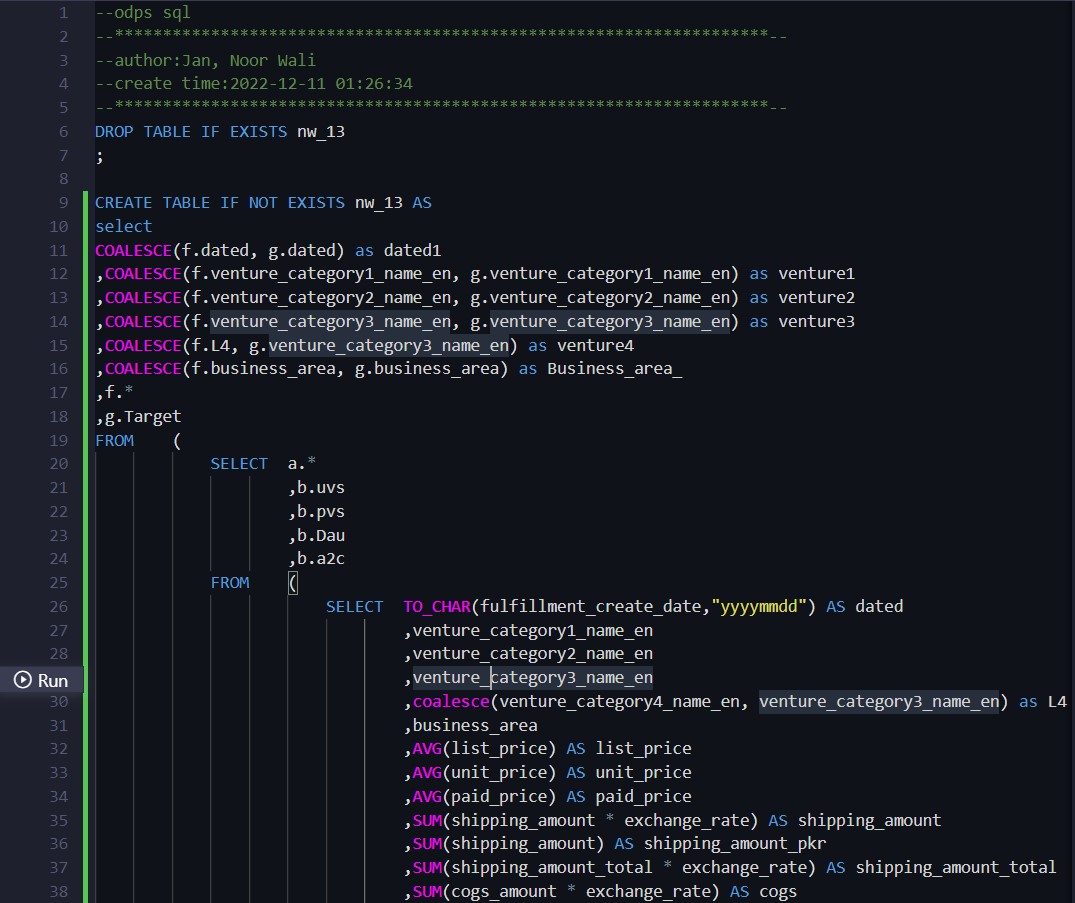 1 --odps sql
2 --********************************************************************--
3 --author:Jan, Noor Wali
4 --create time:2022-12-11 01:26:34
5 --********************************************************************--
6 DROP TABLE IF EXISTS nw_13
7 ;
8
9 CREATE TABLE IF NOT EXISTS nw_13 AS
10 select
11 COALESCE(f.dated, g.dated) as dated1
12 ,COALESCE(f.venture_category1_name_en, g.venture_category1_name_en) as venture1
13 ,COALESCE(f.venture_category2_name_en, g.venture_category2_name_en) as venture2
14 ,COALESCE(f.venture_category3_name_en, g.venture_category3_name_en) as venture3
15 ,COALESCE(f.L4, g.venture_category3_name_en) as venture4
16 ,COALESCE(f.business_area, g.business_area) as Business_area_
17 ,f.*
18 ,g.Target
19 FROM (
20 SELECT a.*
21 ,b.uvs
22 ,b.pvs
23 ,b.Dau
24 ,b.a2c
25 FROM (
26 SELECT TO_CHAR(fulfillment_create_date,"yyyymmdd") AS dated
27 ,venture_category1_name_en
28 ,venture_category2_name_en
Run ,venture_category3_name_en
30 ,coalesce(venture_category4_name_en, venture_category3_name_en) as L4
31 ,business_area
32 ,AVG(list_price) AS list_price
33 ,AVG(unit_price) AS unit_price
34 ,AVG(paid_price) AS paid_price
35 ,SUM(shipping_amount * exchange_rate) AS shipping_amount
36 ,SUM(shipping_amount) AS shipping_amount_pkr
37 ,SUM(shipping_amount_total * exchange_rate) AS shipping_amount_total
38 ,SUM(cogs_amount * exchange_rate) AS cogs